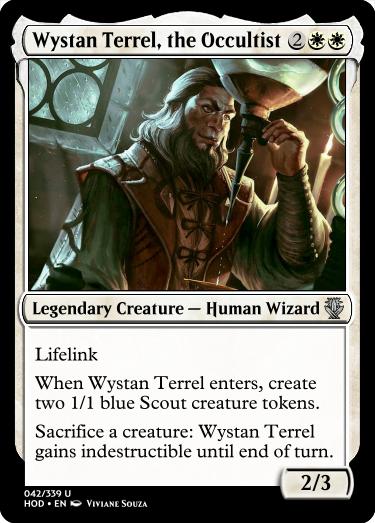 Wystan Terrel, the Occultist 2
Legendary Creature — Human Wizard
Lifelink
When Wystan Terrel enters, create
two 1/1 blue Scout creature tokens.
Sacrifice a creature: Wystan Terrel
gains indestructible until end of turn.
2/3
042/339 U
HOD • EN Viviane Souza